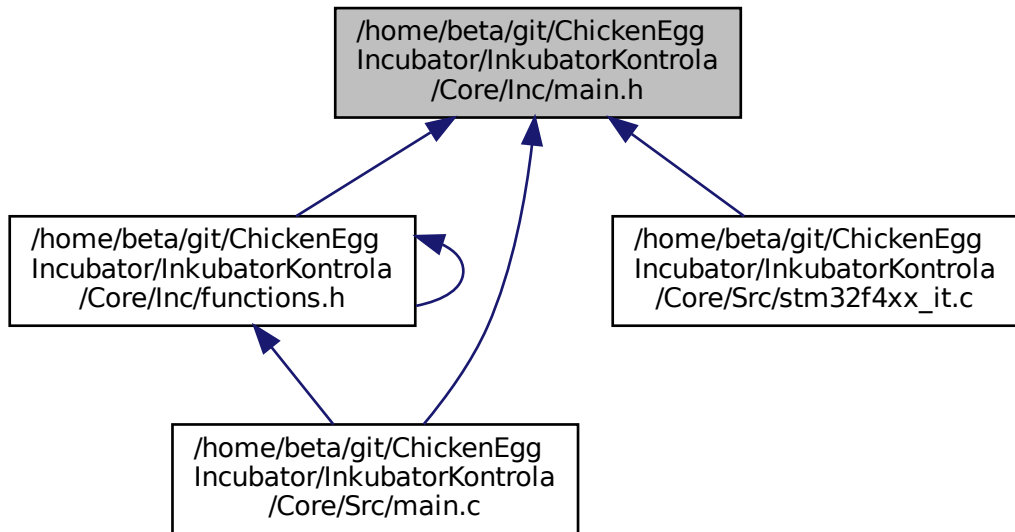 /home/beta/git/ChickenEgg
Incubator/InkubatorKontrola
/Core/Inc/main.h
/home/beta/git/ChickenEgg
Incubator/InkubatorKontrola
/Core/Inc/functions.h
/home/beta/git/ChickenEgg
Incubator/InkubatorKontrola
/Core/Src/stm32f4xx_it.c
/home/beta/git/ChickenEgg
Incubator/InkubatorKontrola
/Core/Src/main.c